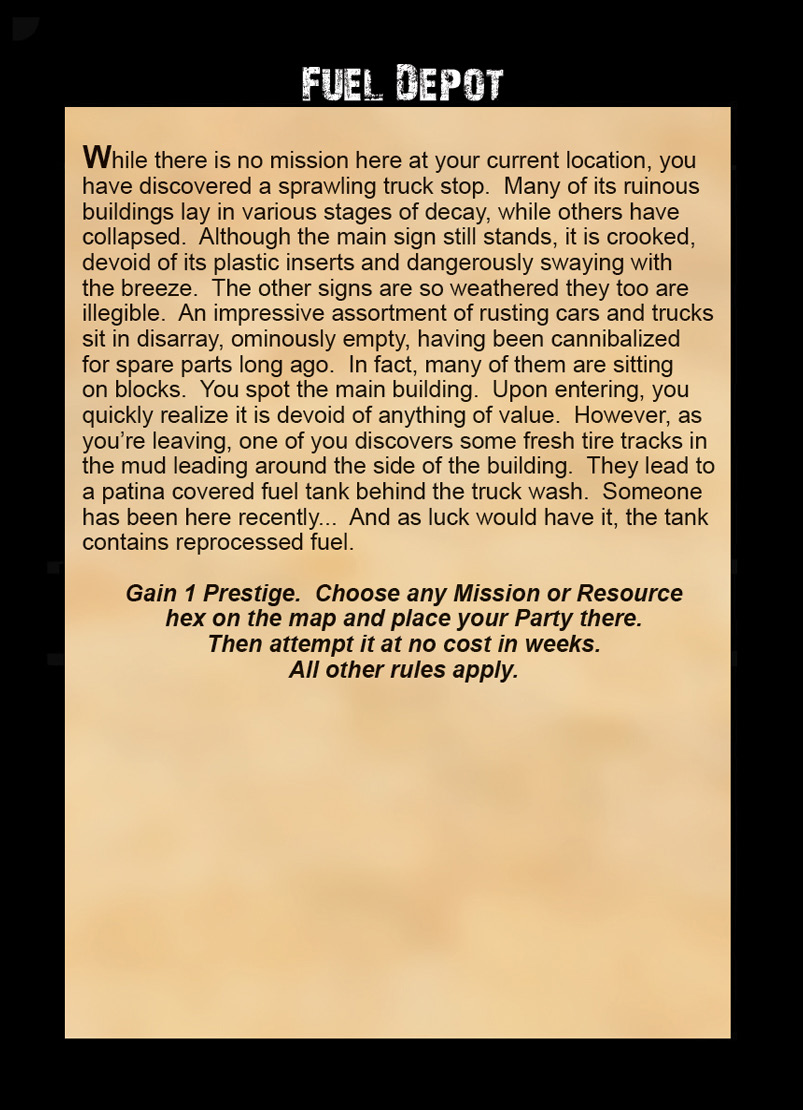 Fuel Depot
While there is no mission here at your current location, you
have discovered a sprawling truck stop.  Many of its ruinous
buildings lay in various stages of decay, while others have
collapsed.  Although the main sign still stands, it is crooked,
devoid of its plastic inserts and dangerously swaying with
the breeze.  The other signs are so weathered they too are
illegible.  An impressive assortment of rusting cars and trucks
sit in disarray, ominously empty, having been cannibalized
for spare parts long ago.  In fact, many of them are sitting
on blocks.  You spot the main building.  Upon entering, you
quickly realize it is devoid of anything of value.  However, as
you’re leaving, one of you discovers some fresh tire tracks in
the mud leading around the side of the building.  They lead to
a patina covered fuel tank behind the truck wash.  Someone
has been here recently...  And as luck would have it, the tank
contains reprocessed fuel.
Gain 1 Prestige.  Choose any Mission or Resource
hex on the map and place your Party there.
Then attempt it at no cost in weeks.
All other rules apply.